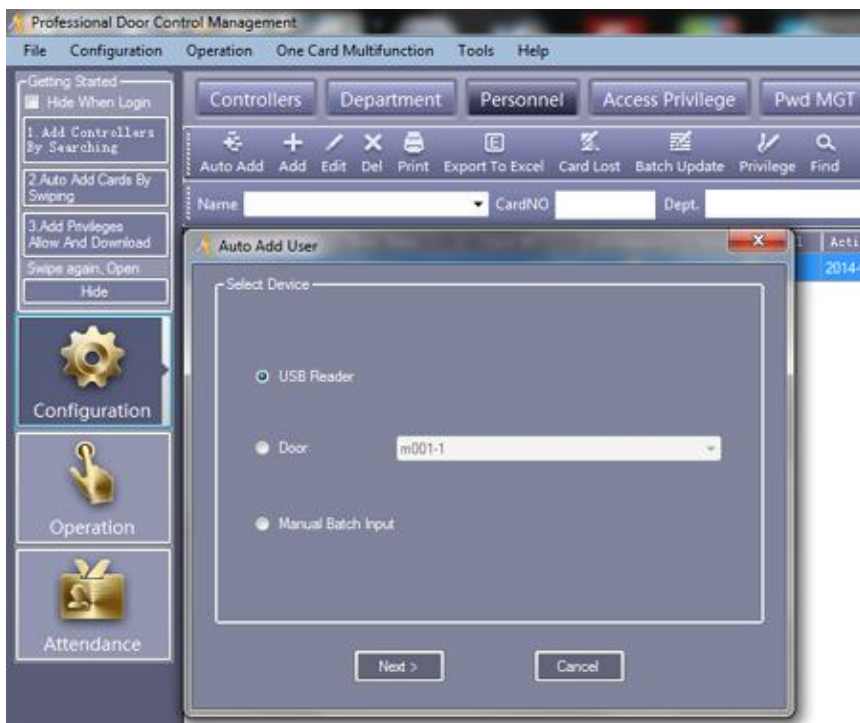 Professional Door Control Management
File Configuration Operation One Card Multifunction Tools Help
Getting Started
Hide When Login
1. Add Controllers
By Searching
2.Auto Add Cards By
Swiping
3.Add Privileges
Allow And Download
Swipe again, Open
Hide
Configuration
Operation
Attendance
Controllers Department Personnel Access Privilege Pwd MGT
Auto Add Add Edit Del Print Export To Excel Card Lost Batch Update Privilege Find
Name CardNO Dept.
Acti
2014-
Auto Add User
Select Device
USB Reader
Door m001-1
Manual Batch Input
Next > Cancel